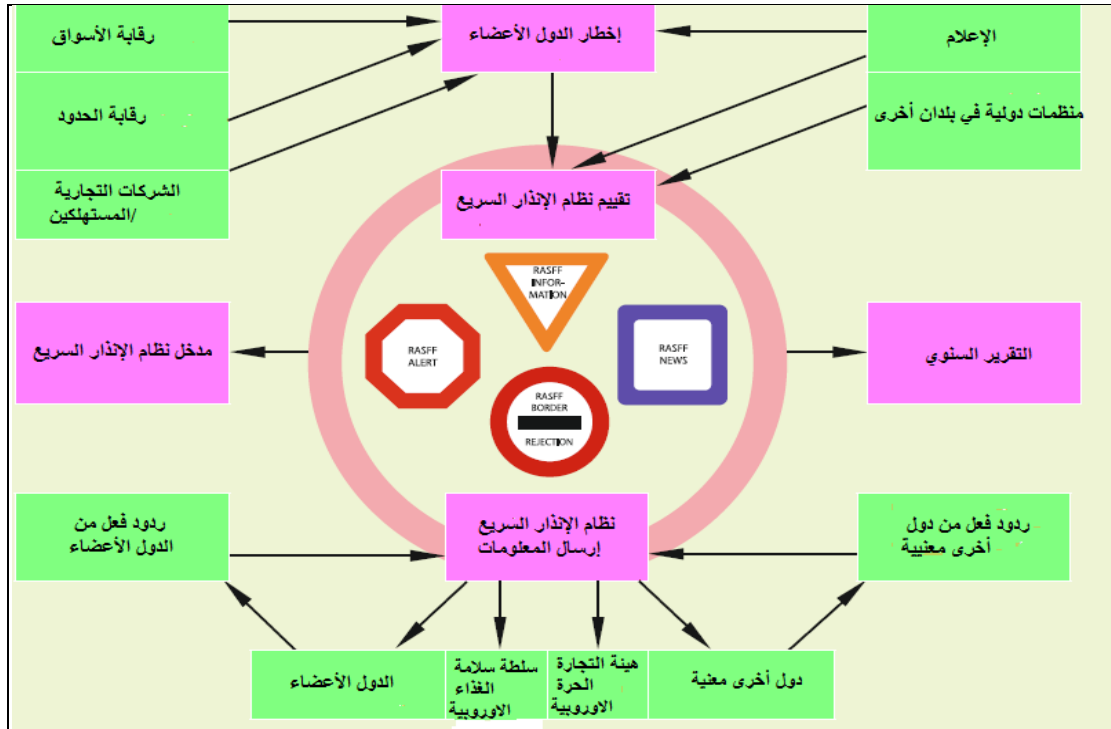 رقابة الأسواق
إخطار الدول الأعضاء
الإعلام
رقابة الحدود
منظمات دولية في بلدان أخرى
الشركات التجارية
/المستهلكين
تقييم نظام الإنذار السريع
RASFF
INFOR-
MATION
RASFF
ALERT
RASFF
NEWS
RASFF
BORDER
REJECTION
مدخل نظام الإنذار السريع
التقرير السنوي
ردود فعل من
الدول الأعضاء
نظام الإنذار السريع
إرسال المعلومات
ردود فعل من دول
أخرى معنيية
الدول الأعضاء
سلطة سلامة
الغذاء
الاوروبية
هيئة التجارة
الحرة
الاوروبية
دول أخرى معنية